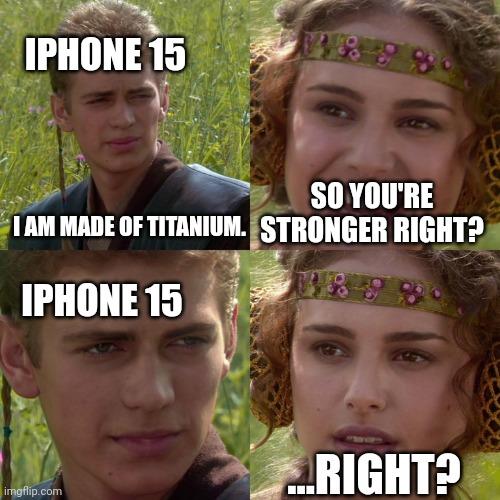 IPHONE 15
I AM MADE OF TITANIUM.
SO YOU'RE
STRONGER RIGHT?
IPHONE 15
...RIGHT?
imgflip.com